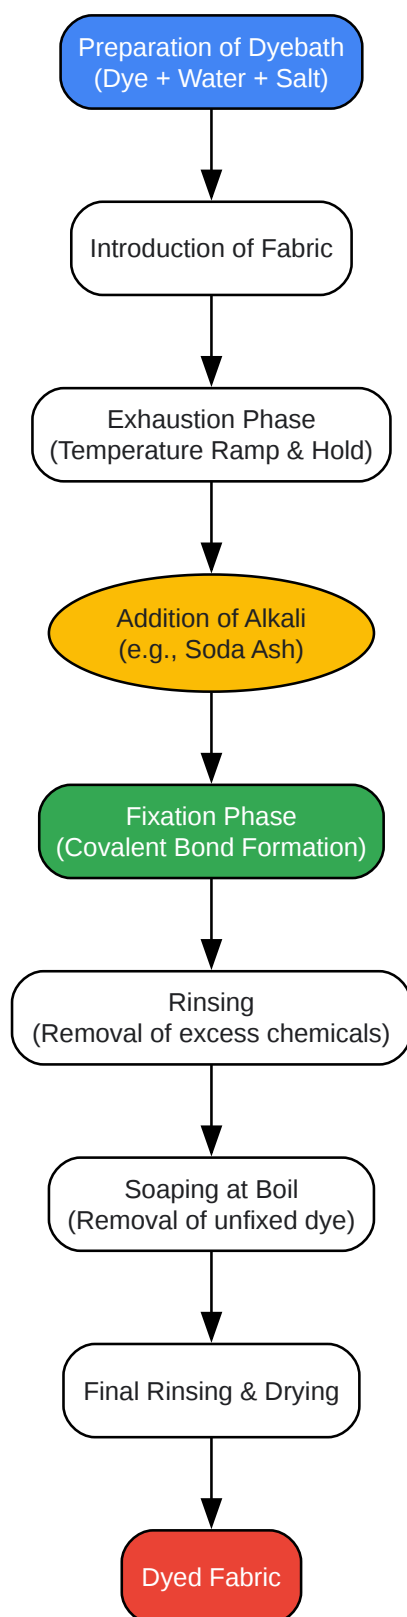 Preparation of Dyebath
(Dye + Water + Salt)
Introduction of Fabric
Exhaustion Phase
(Temperature Ramp & Hold)
Addition of Alkali
(e.g., Soda Ash)
Fixation Phase
(Covalent Bond Formation)
Rinsing
(Removal of excess chemicals)
Soaping at Boil
(Removal of unfixed dye)
Final Rinsing & Drying
Dyed Fabric